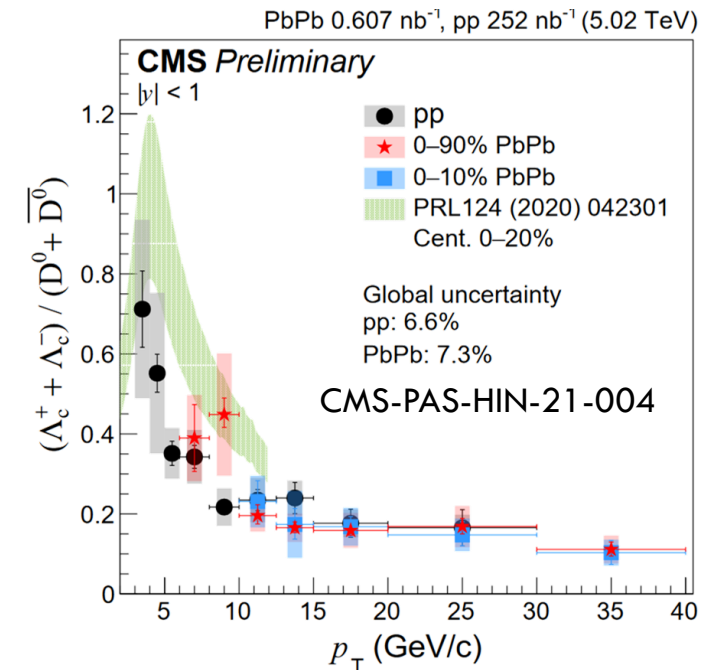 PbPb 0.607 nb⁻¹, pp 252 nb⁻¹ (5.02 TeV)
CMS Preliminary
|y| < 1
pp
0–90% PbPb
0–10% PbPb
PRL124 (2020) 042301
Cent. 0–20%
Global uncertainty
pp: 6.6%
PbPb: 7.3%
CMS-PAS-HIN-21-004
(Λc⁺ + Λc⁻) / (D⁰ + D̅⁰)
1.2
1
0.8
0.6
0.4
0.2
0
5 10 15 20 25 30 35 40
pT (GeV/c)